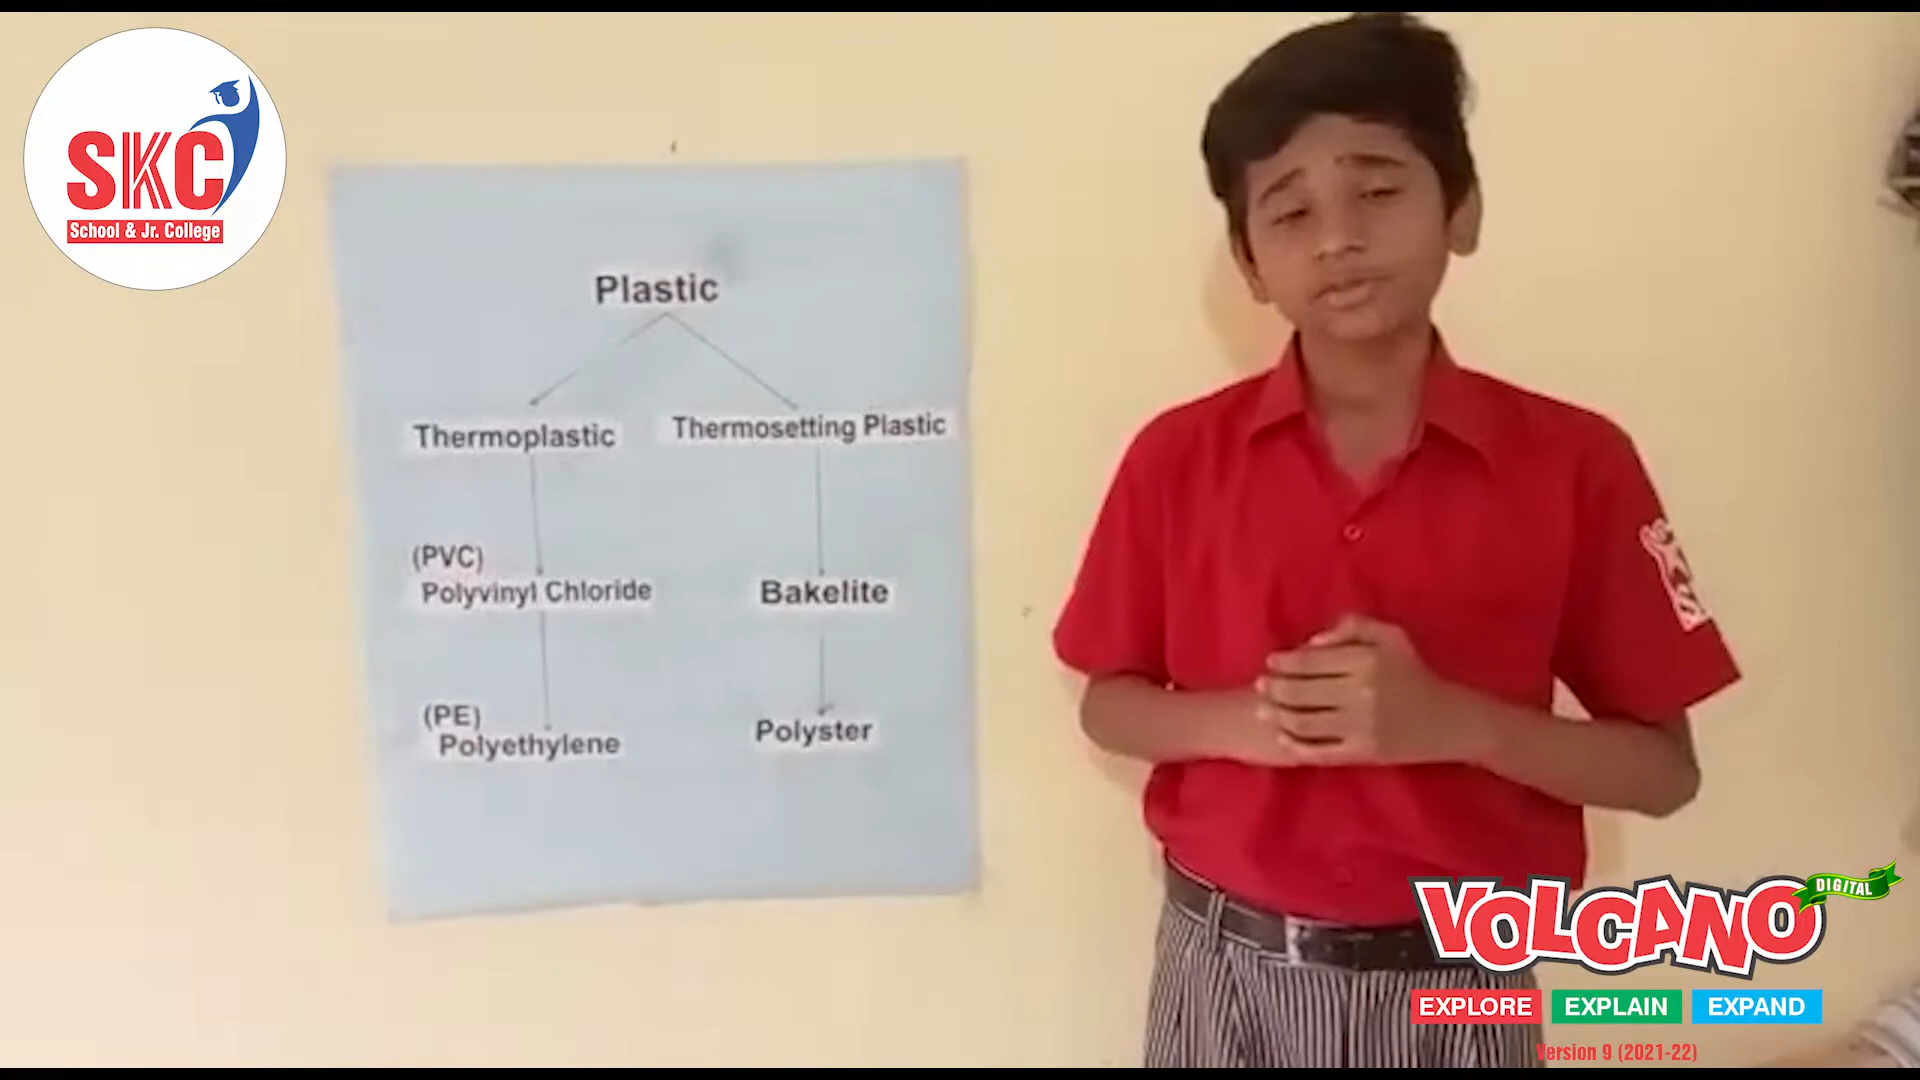 SKC
School & Jr. College
Plastic
Thermoplastic
Thermosetting Plastic
(PVC)
Polyvinyl Chloride
Bakelite
(PE)
Polyethylene
Polyster
VOLCANO
DIGITAL
EXPLORE
EXPLAIN
EXPAND
Version 9 (2021-22)